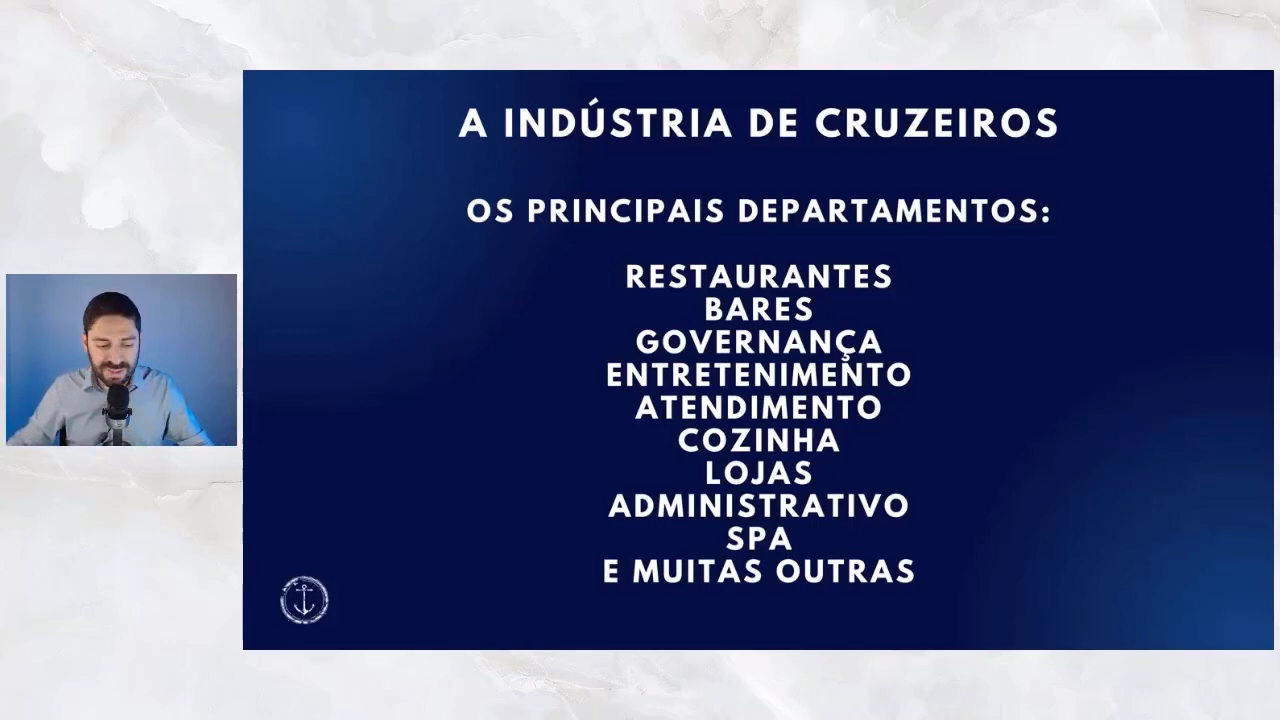 A INDÚSTRIA DE CRUZEIROS
OS PRINCIPAIS DEPARTAMENTOS:
RESTAURANTES
BARES
GOVERNANÇA
ENTRETENIMENTO
ATENDIMENTO
COZINHA
LOJAS
ADMINISTRATIVO
SPA
E MUITAS OUTRAS